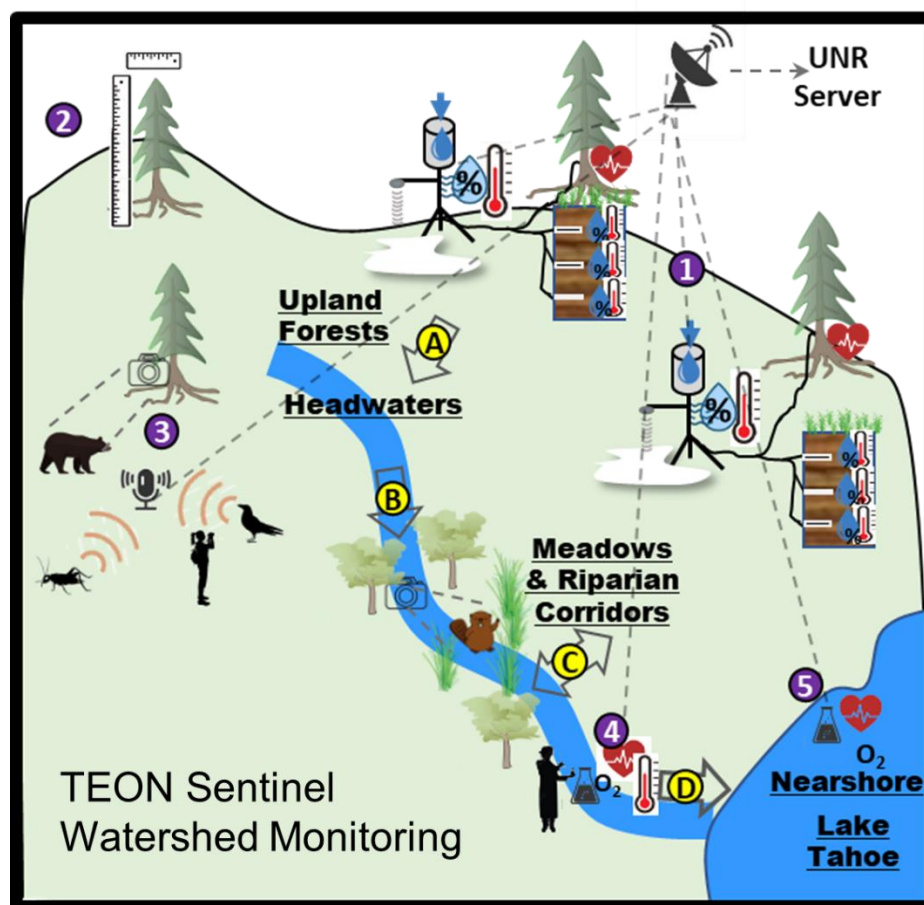 UNR
Server
2
%
%
%
%
1
Upland
Forests
A
Headwaters
%
3
%
%
%
B
Meadows
& Riparian
Corridors
C
5
4
O2
D
O2
Nearshore
Lake
Tahoe
TEON Sentinel
Watershed Monitoring